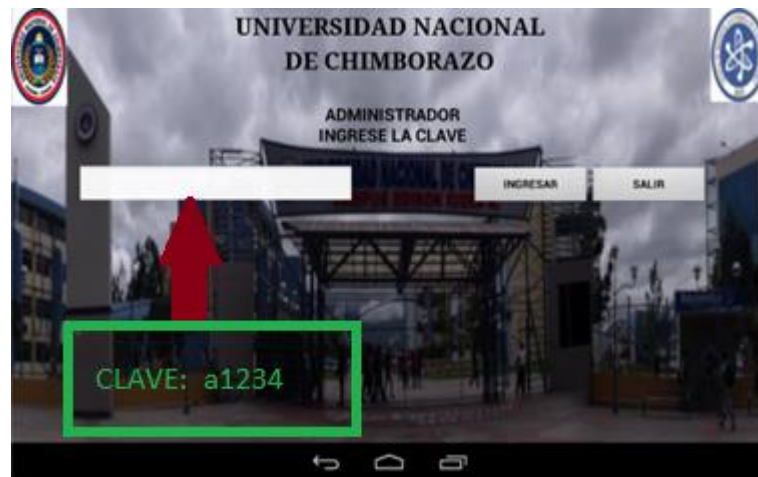 UNIVERSIDAD NACIONAL
DE CHIMBORAZO
ADMINISTRADOR
INGRESE LA CLAVE
INGRESAR
SALIR
CLAVE: a1234